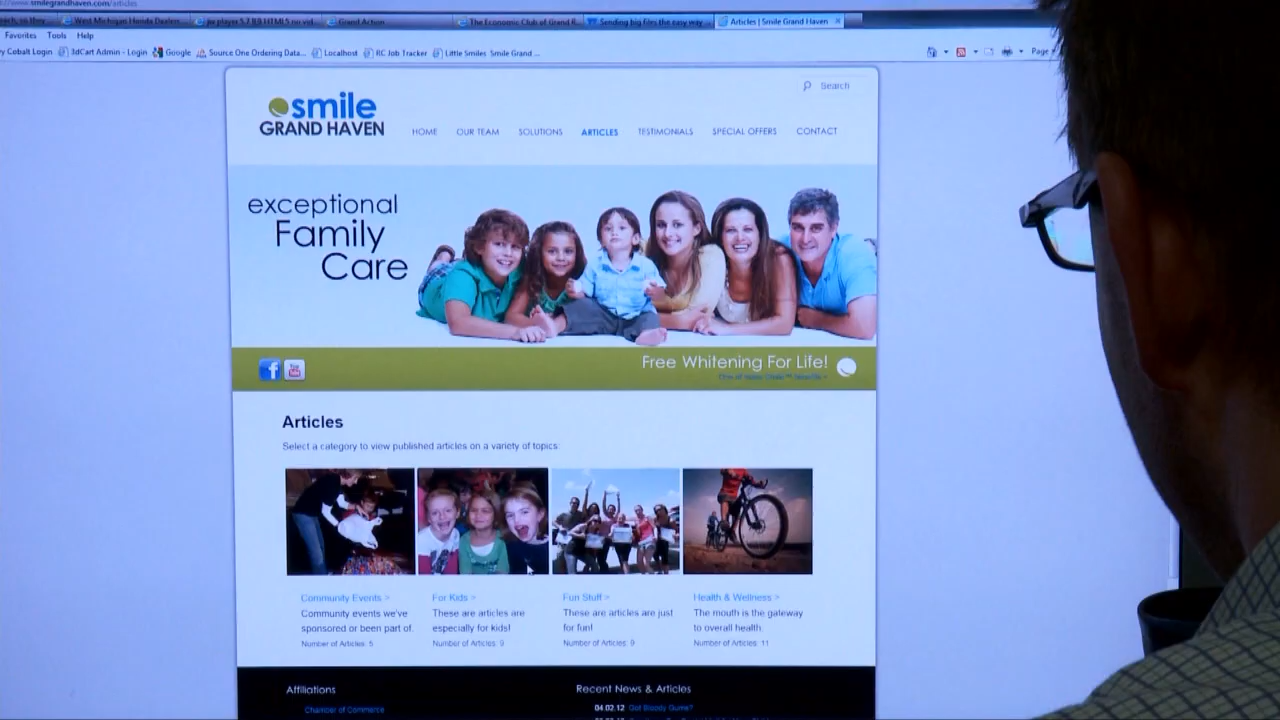 www.smilegrandhaven.com/articles
West Michigan Honda Dealer...
jw player 5.7 89 HTML5 no vid...
Grand Action
The Economic Club of Grand R...
Sending big files the easy way...
Articles | Smile Grand Haven
Favorites Tools Help
Cobalt Login 3dCart Admin - Login Google Source One Ordering Data... Localhost RC Job Tracker Little Smiles Smile Grand ...
Page
Search
smile
GRAND HAVEN
HOME OUR TEAM SOLUTIONS ARTICLES TESTIMONIALS SPECIAL OFFERS CONTACT
exceptional
Family
Care
Free Whitening For Life!
f
You
Articles
Select a category to view published articles on a variety of topics:
Community Events >
Community events we've
sponsored or been part of.
Number of Articles: 5
For Kids >
These are articles are
especially for kids!
Number of Articles: 9
Fun Stuff >
These are articles are just
for fun!
Number of Articles: 9
Health & Wellness >
The mouth is the gateway
to overall health.
Number of Articles: 11
Affiliations
Chamber of Commerce
Recent News & Articles
04.02.12 Got Bloody Gums?